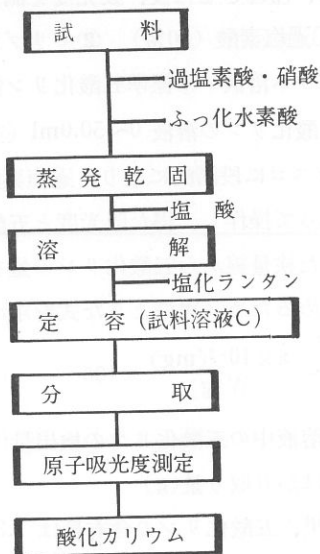 試 料
過塩素酸・硝酸
ふっ化水素酸
蒸 発 乾 固
塩 酸
溶 解
塩化ランタン
定 容(試料溶液C)
分 取
原子吸光度測定
酸化カリウム